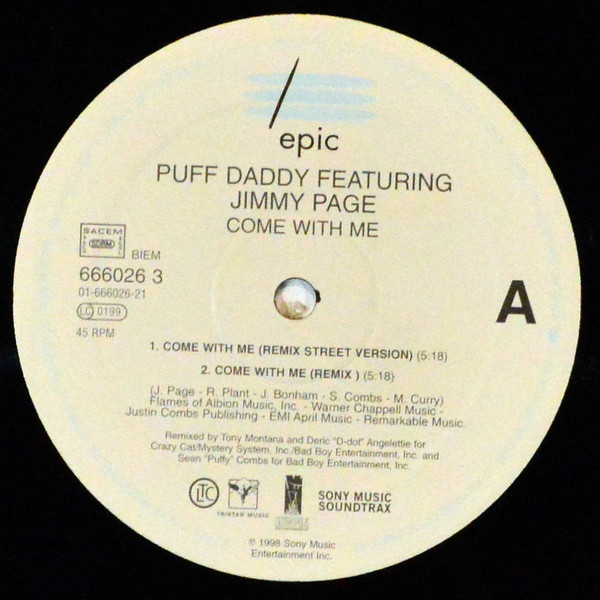 epic
PUFF DADDY FEATURING
JIMMY PAGE
COME WITH ME
SACEM
SDRM
BIEM
666026 3
01-666026-21
LC 0199
45 RPM
A
1. COME WITH ME (REMIX STREET VERSION) (5:18)
2. COME WITH ME (REMIX ) (5:18)
(J. Page - R. Plant - J. Bonham - S. Combs - M. Curry)
Flames of Albion Music, Inc. - Warner Chappell Music -
Justin Combs Publishing - EMI April Music - Remarkable Music.
Remixed by Tony Montana and Deric "D-dot" Angelettie for
Crazy Cat/Mystery System, Inc./Bad Boy Entertainment, Inc. and
Sean "Puffy" Combs for Bad Boy Entertainment, Inc.
LTC
TRISTAR MUSIC
SONY MUSIC
SOUNDTRAX
℗ 1998 Sony Music
Entertainment Inc.